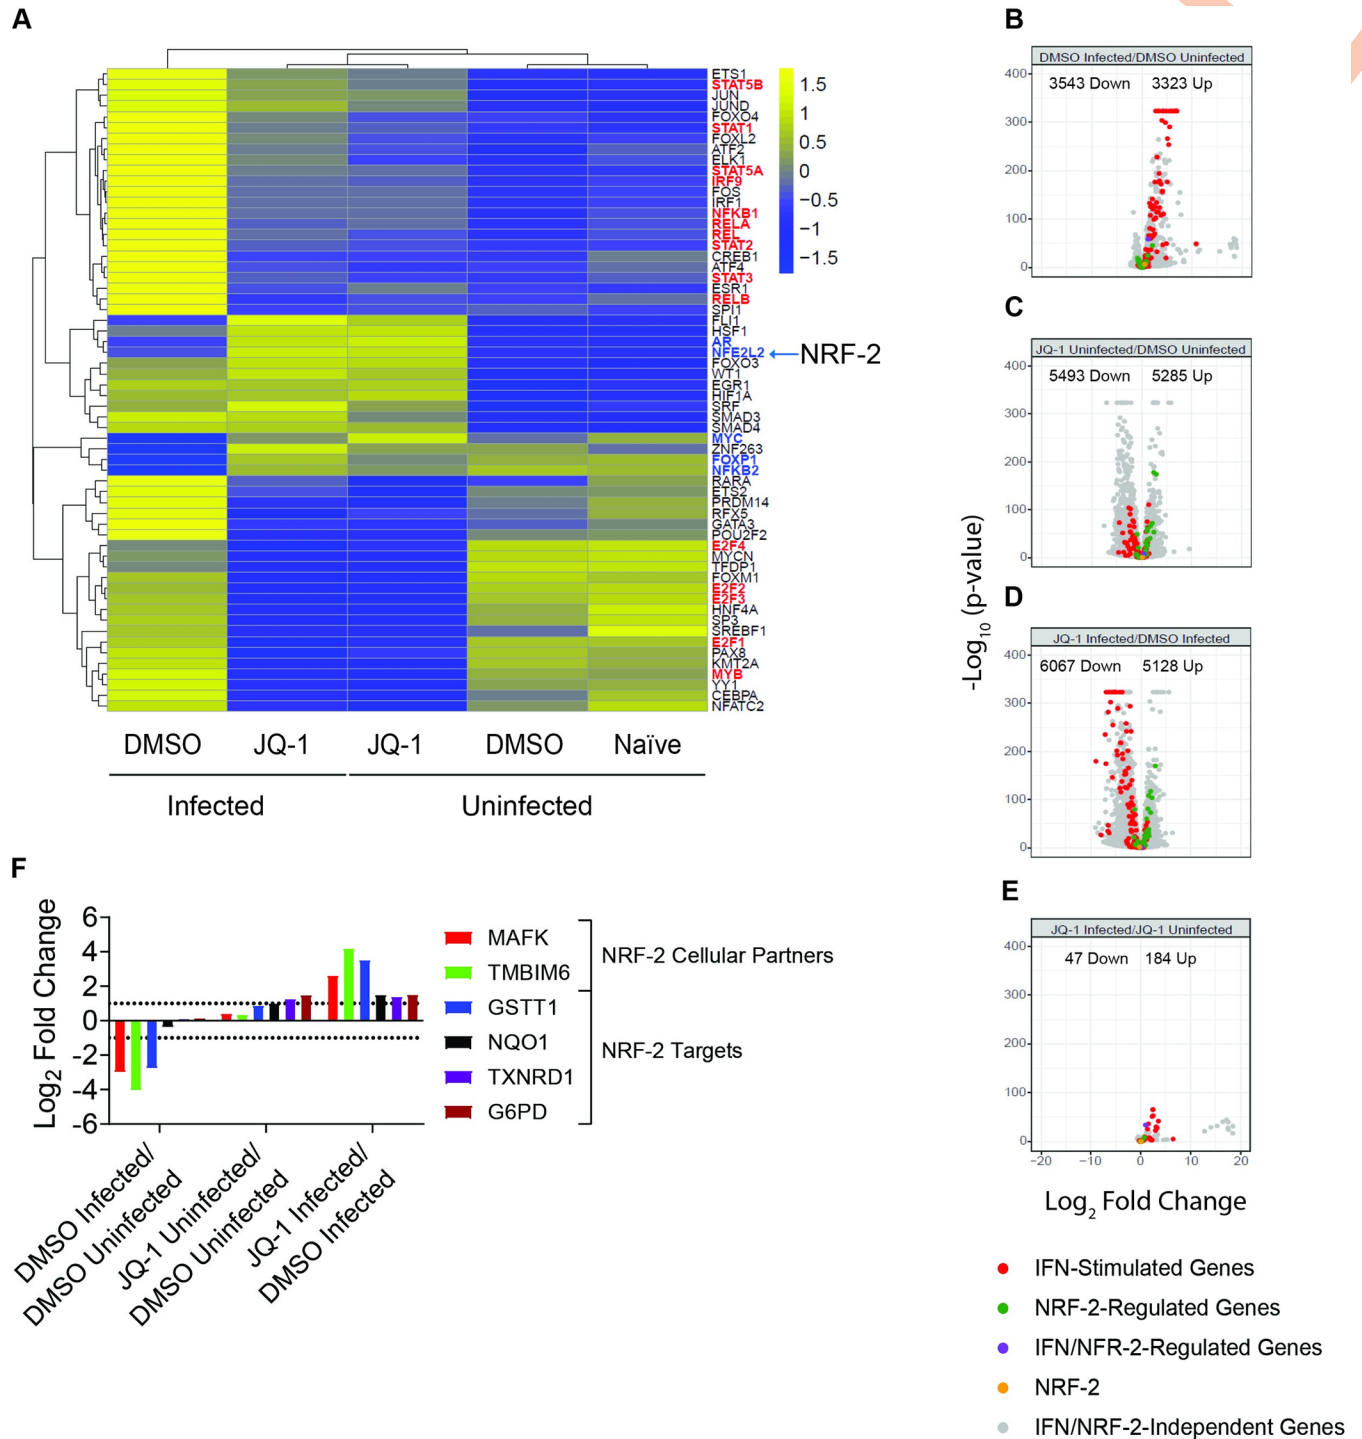 A
1.5
1
0.5
0
−0.5
−1
−1.5
ETS1
STAT5B
JUN
JUND
FOXO4
STAT1
FOXL2
ATF2
ELK1
STAT5A
IRF9
FOS
IRF1
NFKB1
RELA
REL
STAT2
CREB1
ATF4
STAT3
ESR1
RELB
SPI1
FLI1
HSF1
AR
NFE2L2
NRF-2
FOXO3
WT1
EGR1
HIF1A
SRF
SMAD3
SMAD4
MYC
ZNF263
FOXP1
NFKB2
RARA
ETS2
PRDM14
RFX5
GATA3
POU2F2
E2F4
MYCN
TFDP1
FOXM1
E2F2
E2F3
HNF4A
SP3
SREBF1
E2F1
PAX8
KMT2A
MYB
YY1
CEBPA
NFATC2
DMSO JQ-1 JQ-1 DMSO Naïve
Infected Uninfected
B
DMSO Infected/DMSO Uninfected
3543 Down 3323 Up
400
300
200
100
0
C
JQ-1 Uninfected/DMSO Uninfected
5493 Down 5285 Up
400
300
200
100
0
-Log10 (p-value)
D
JQ-1 Infected/DMSO Infected
6067 Down 5128 Up
400
300
200
100
0
E
JQ-1 Infected/JQ-1 Uninfected
47 Down 184 Up
400
300
200
100
0
−20 −10 0 10 20
Log2 Fold Change
IFN-Stimulated Genes
NRF-2-Regulated Genes
IFN/NFR-2-Regulated Genes
NRF-2
IFN/NRF-2-Independent Genes
F
Log2 Fold Change
6
4
2
0
-2
-4
-6
DMSO Infected/
DMSO Uninfected
JQ-1 Uninfected/
DMSO Uninfected
JQ-1 Infected/
DMSO Infected
MAFK
TMBIM6
GSTT1
NQO1
TXNRD1
G6PD
NRF-2 Cellular Partners
NRF-2 Targets